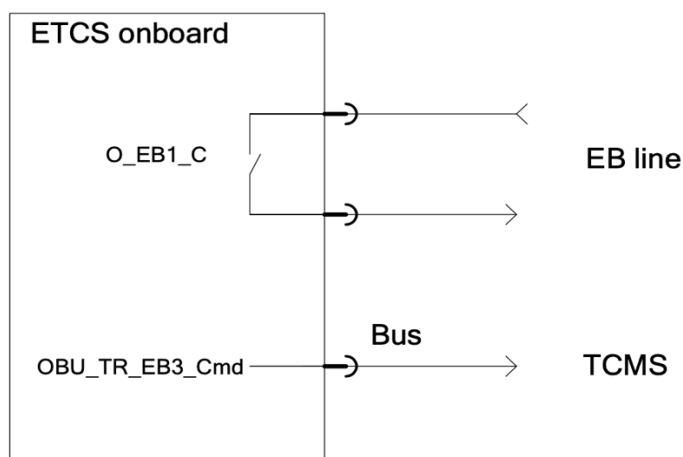 ETCS onboard
O_EB1_C
EB line
Bus
OBU_TR_EB3_Cmd
TCMS